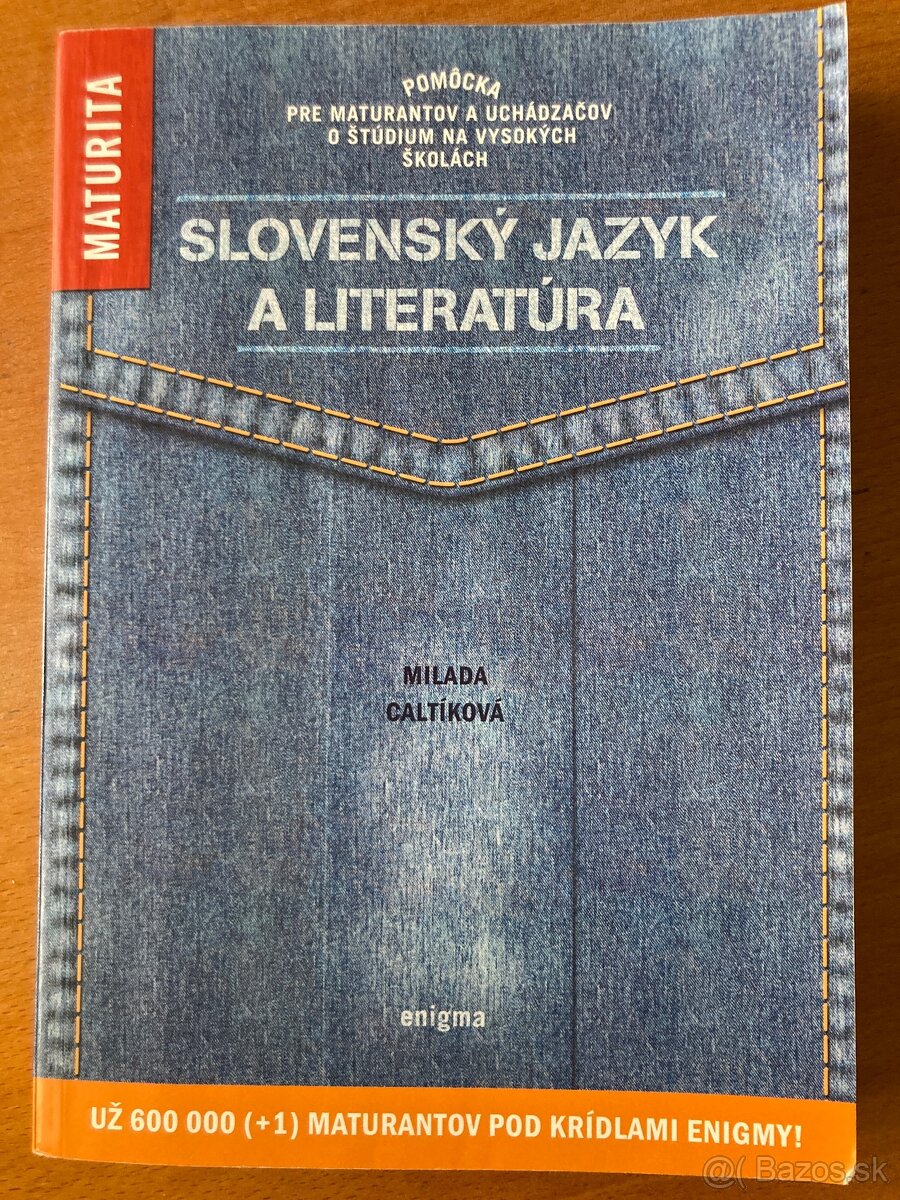 MATURITA
POMÔCKA
PRE MATURANTOV A UCHÁDZAČOV
O ŠTÚDIUM NA VYSOKÝCH
ŠKOLÁCH
SLOVENSKÝ JAZYK
A LITERATÚRA
MILADA
CALTÍKOVÁ
enigma
UŽ 600 000 (+1) MATURANTOV POD KRÍDLAMI ENIGMY!
@( Bazos.sk